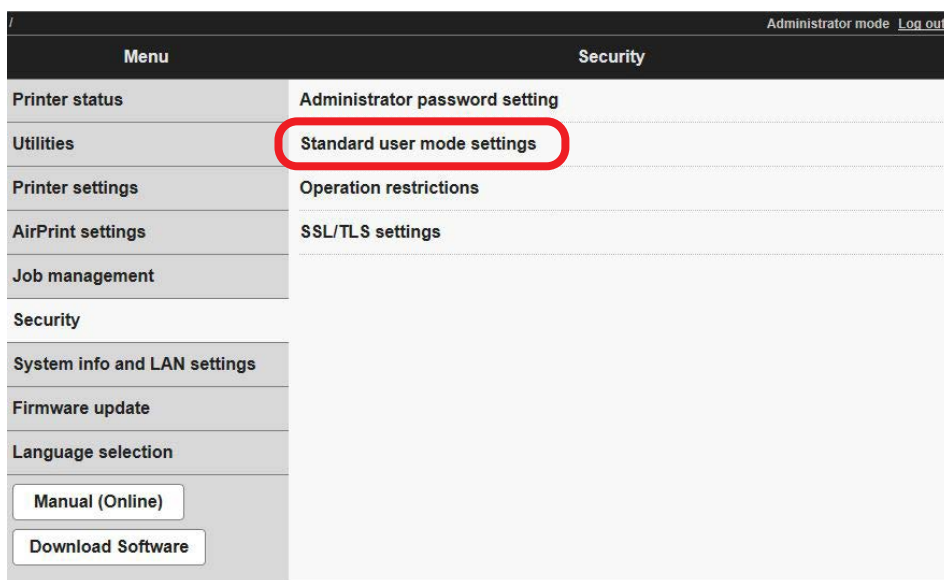 /
Administrator mode Log out
Menu
Security
Printer status
Utilities
Printer settings
AirPrint settings
Job management
Security
System info and LAN settings
Firmware update
Language selection
Manual (Online)
Download Software
Administrator password setting
Standard user mode settings
Operation restrictions
SSL/TLS settings